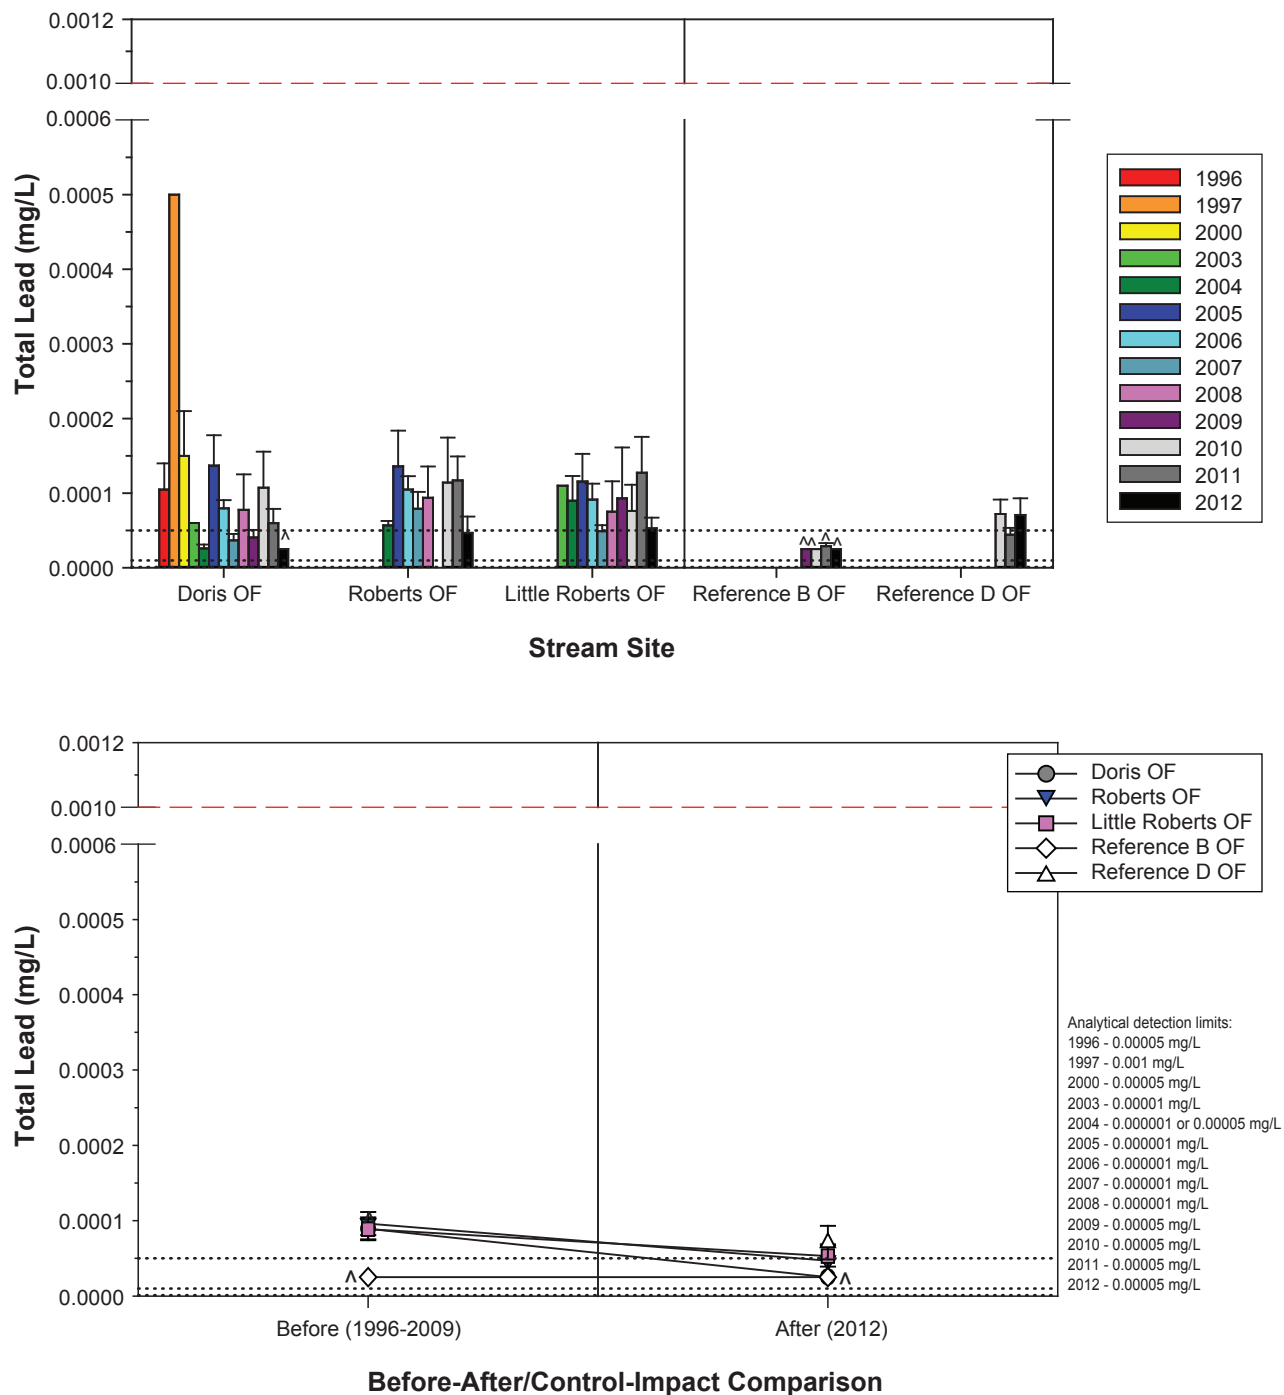 0.0012
0.0010
0.0006
0.0005
0.0004
0.0003
0.0002
0.0001
0.0000
Total Lead (mg/L)
^
^^ ^ ^
Doris OF Roberts OF Little Roberts OF Reference B OF Reference D OF
Stream Site
1996
1997
2000
2003
2004
2005
2006
2007
2008
2009
2010
2011
2012
0.0012
0.0010
0.0006
0.0005
0.0004
0.0003
0.0002
0.0001
0.0000
Total Lead (mg/L)
^ ^
Before (1996-2009) After (2012)
Before-After/Control-Impact Comparison
Doris OF
Roberts OF
Little Roberts OF
Reference B OF
Reference D OF
Analytical detection limits:
1996 - 0.00005 mg/L
1997 - 0.001 mg/L
2000 - 0.00005 mg/L
2003 - 0.00001 mg/L
2004 - 0.000001 or 0.00005 mg/L
2005 - 0.000001 mg/L
2006 - 0.000001 mg/L
2007 - 0.000001 mg/L
2008 - 0.000001 mg/L
2009 - 0.00005 mg/L
2010 - 0.00005 mg/L
2011 - 0.00005 mg/L
2012 - 0.00005 mg/L